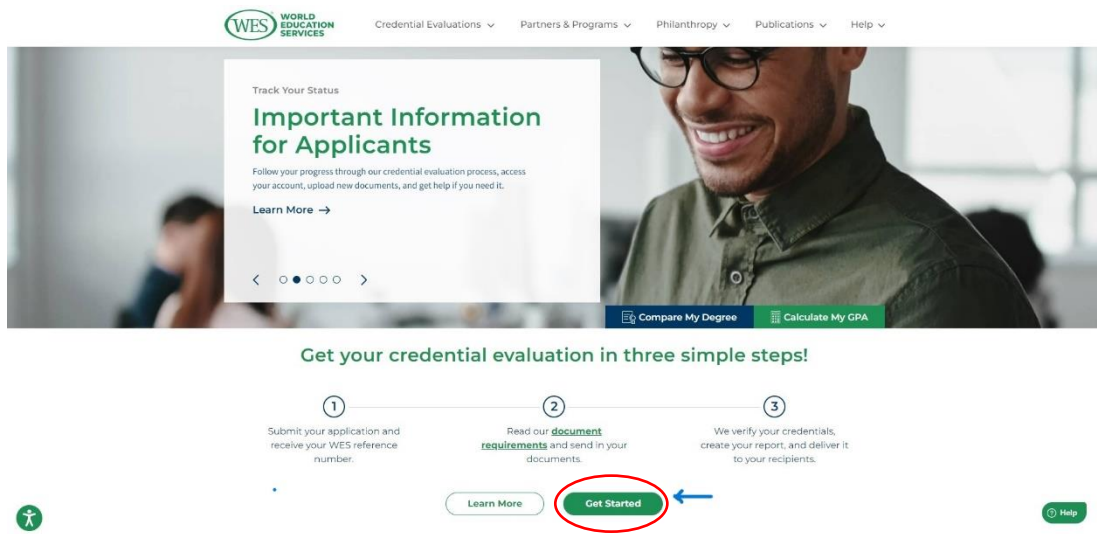 WES WORLD
EDUCATION
SERVICES
Credential Evaluations
Partners & Programs
Philanthropy
Publications
Help
Track Your Status
Important Information
for Applicants
Follow your progress through our credential evaluation process, access
your account, upload new documents, and get help if you need it.
Learn More →
Compare My Degree
Calculate My GPA
Get your credential evaluation in three simple steps!
1
Submit your application and
receive your WES reference
number.
2
Read our document
requirements and send in your
documents.
3
We verify your credentials,
create your report, and deliver it
to your recipients.
Learn More
Get Started
Help